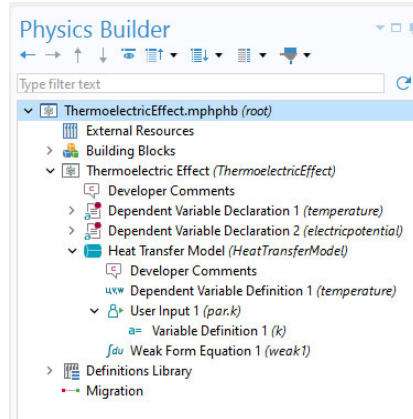 Physics Builder
Type filter text
ThermoelectricEffect.mphphb (root)
External Resources
Building Blocks
Thermoelectric Effect (ThermoelectricEffect)
Developer Comments
Dependent Variable Declaration 1 (temperature)
Dependent Variable Declaration 2 (electricpotential)
Heat Transfer Model (HeatTransferModel)
Developer Comments
u,v,w Dependent Variable Definition 1 (temperature)
User Input 1 (par.k)
a= Variable Definition 1 (k)
∫du Weak Form Equation 1 (weak1)
Definitions Library
Migration